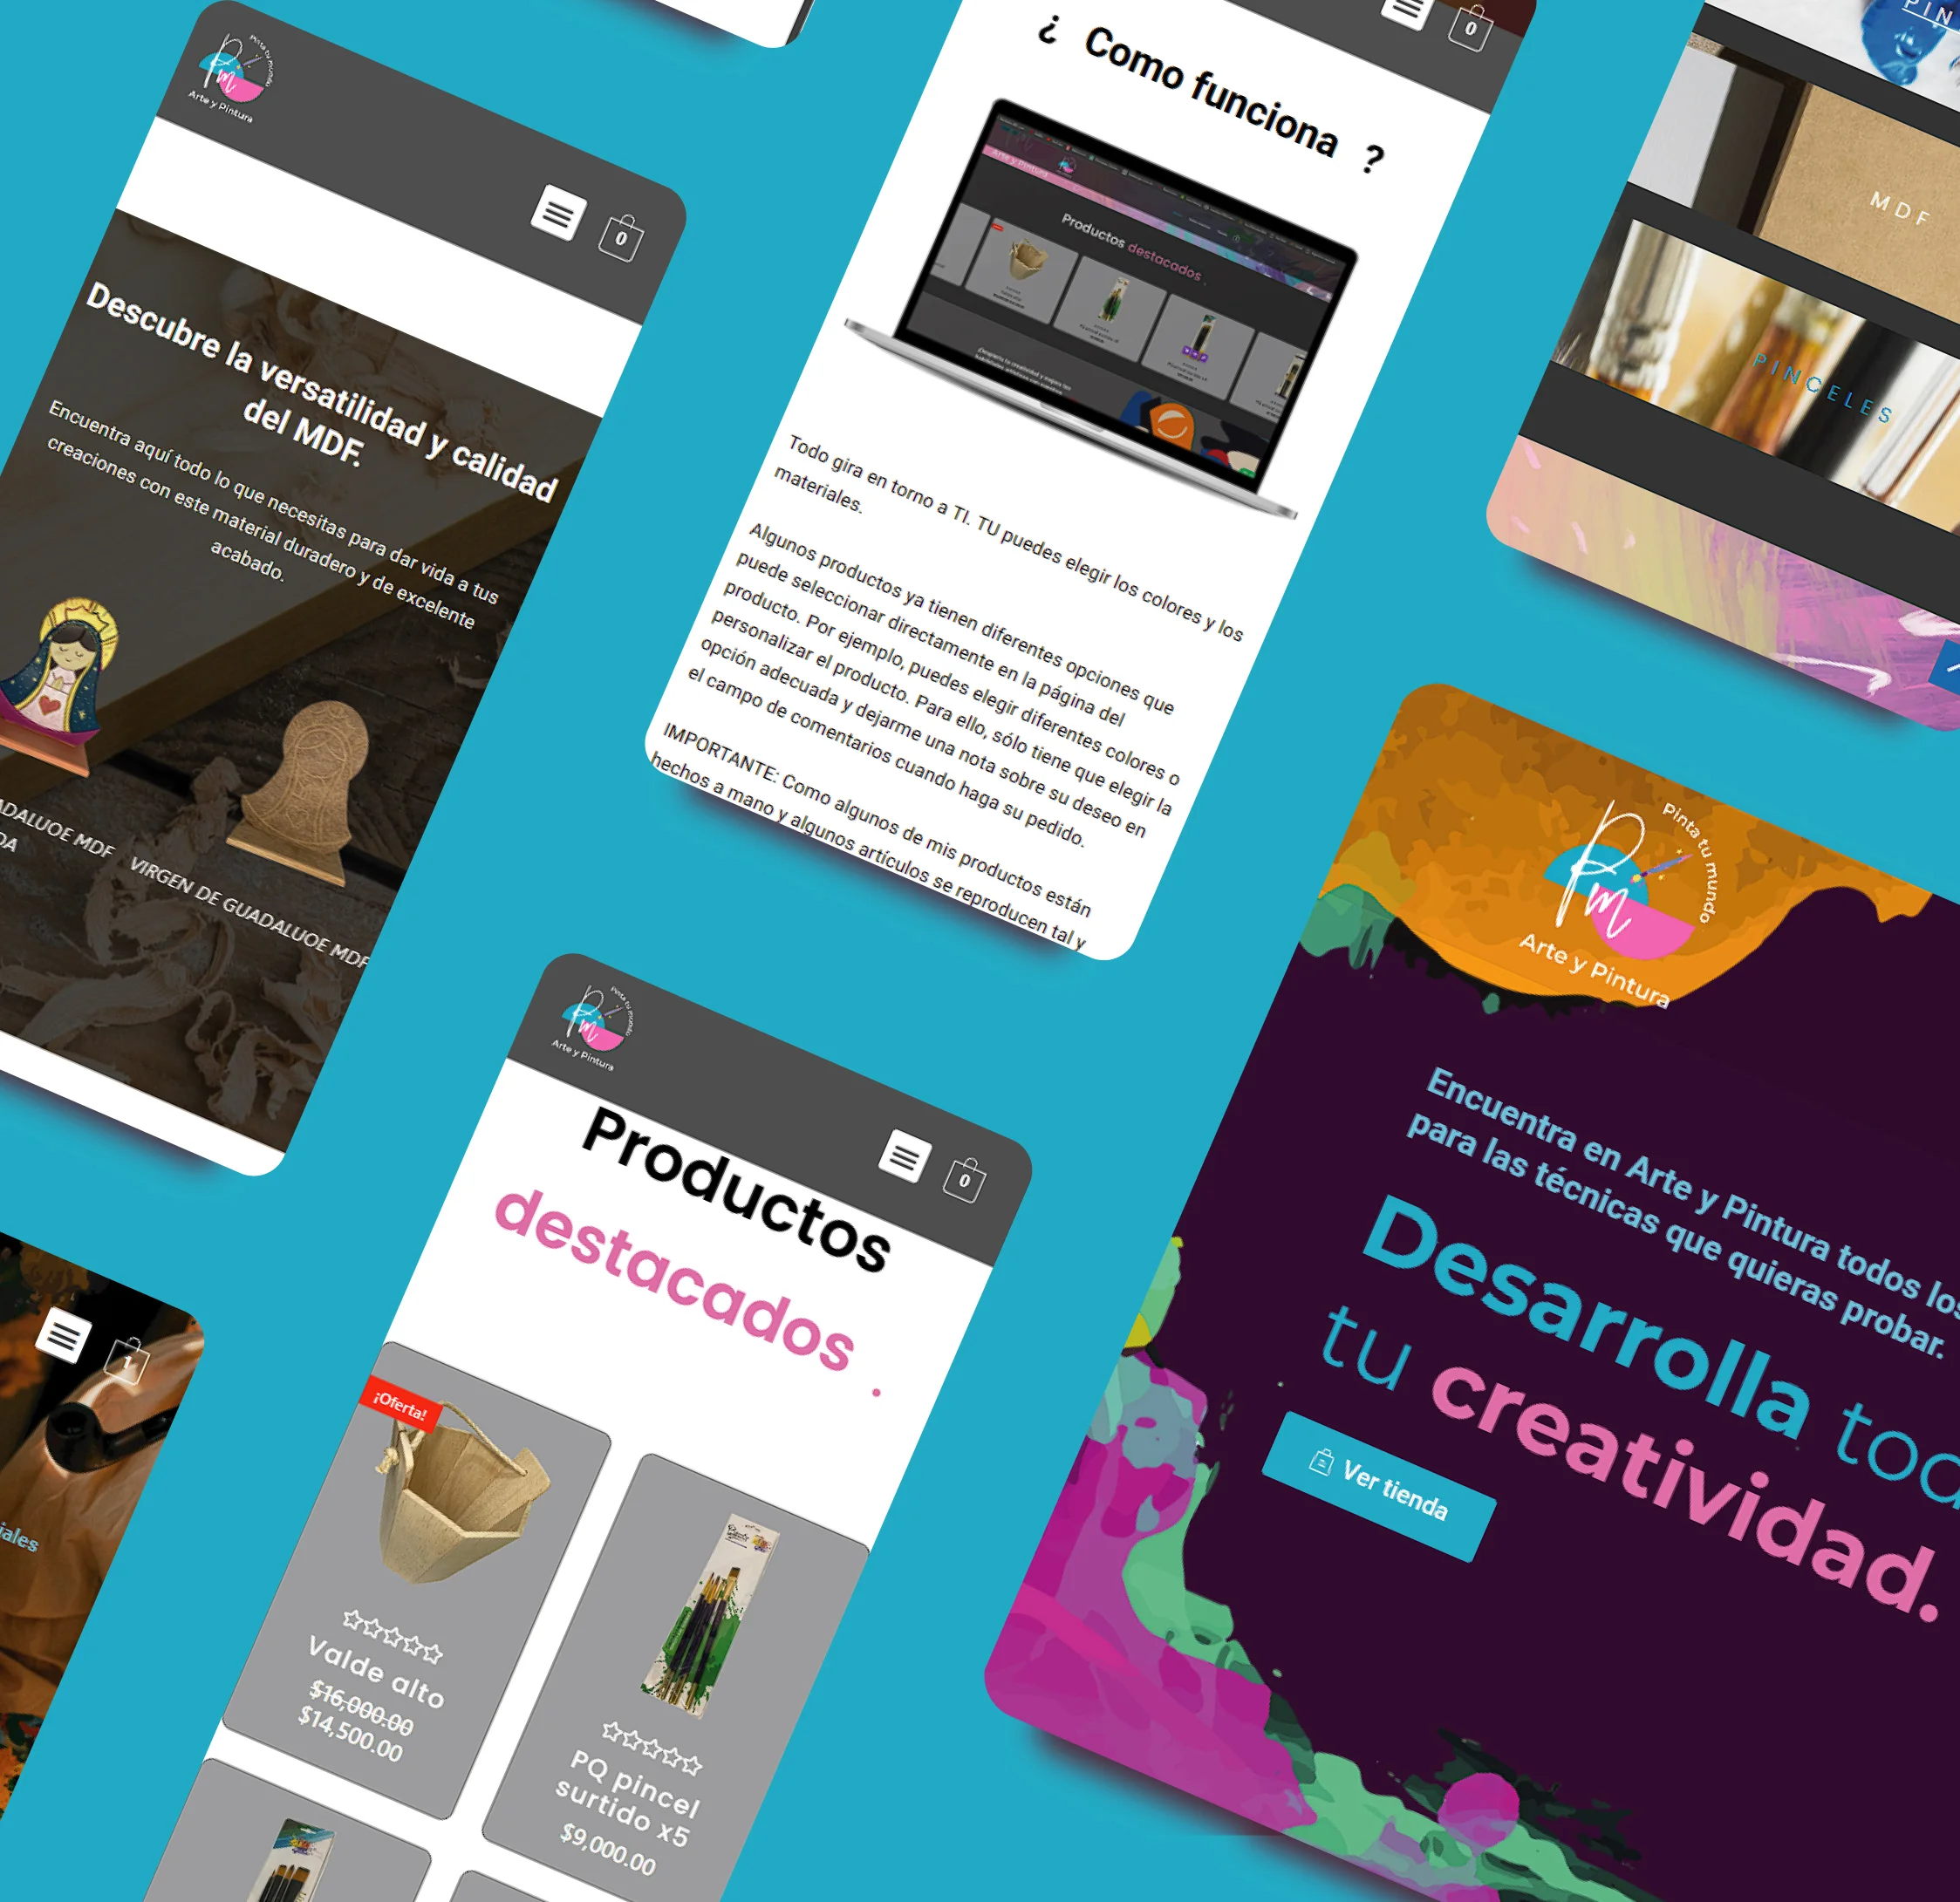 Pinta tu mundo
Pm
Arte y Pintura
0
Descubre la versatilidad y calidad
del MDF.
Encuentra aquí todo lo que necesitas para dar vida a tus
creaciones con este material duradero y de excelente
acabado.
MDF
VIRGEN DE GUADALUOE MDF
¿ Como funciona ?
0
Productos destacados .
Todo gira en torno a TI. TU puedes elegir los colores y los
materiales.
Algunos productos ya tienen diferentes opciones que
puede seleccionar directamente en la página del
producto. Por ejemplo, puedes elegir diferentes colores o
personalizar el producto. Para ello, sólo tiene que elegir la
opción adecuada y dejarme una nota sobre su deseo en
el campo de comentarios cuando haga su pedido.
IMPORTANTE: Como algunos de mis productos están
hechos a mano y algunos artículos se reproducen tal y
PIN
MDF
PINCELES
Pinta tu mundo
Pm
Arte y Pintura
Encuentra en Arte y Pintura todos los
para las técnicas que quieras probar.
Desarrolla
tu creatividad.
Ver tienda
Pinta tu mundo
Pm
Arte y Pintura
0
Productos
destacados .
¡Oferta!
Valde alto
$16,000.00
$14,500.00
PQ pincel
surtido x5
$9,000.00
1